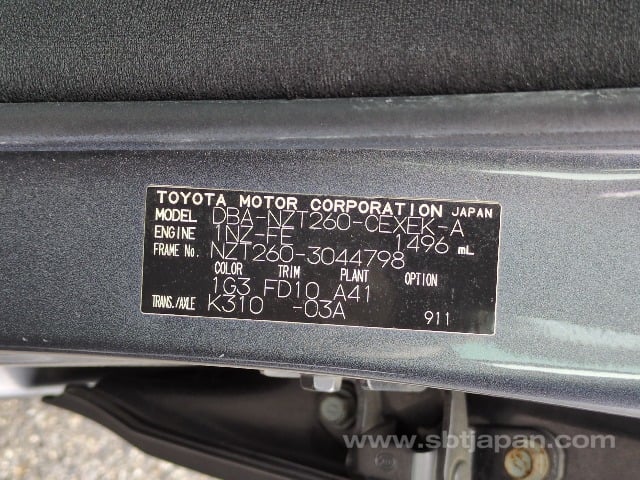 TOYOTA MOTOR CORPORATION JAPAN
MODEL DBA-NZT260-CEXEK-A
ENGINE 1NZ-FE 1496 mL
FRAME No. NZT260-3044798
COLOR TRIM PLANT OPTION
1G3 FD10 A41
TRANS./AXLE K310 -03A 911
www.sbtjapan.com